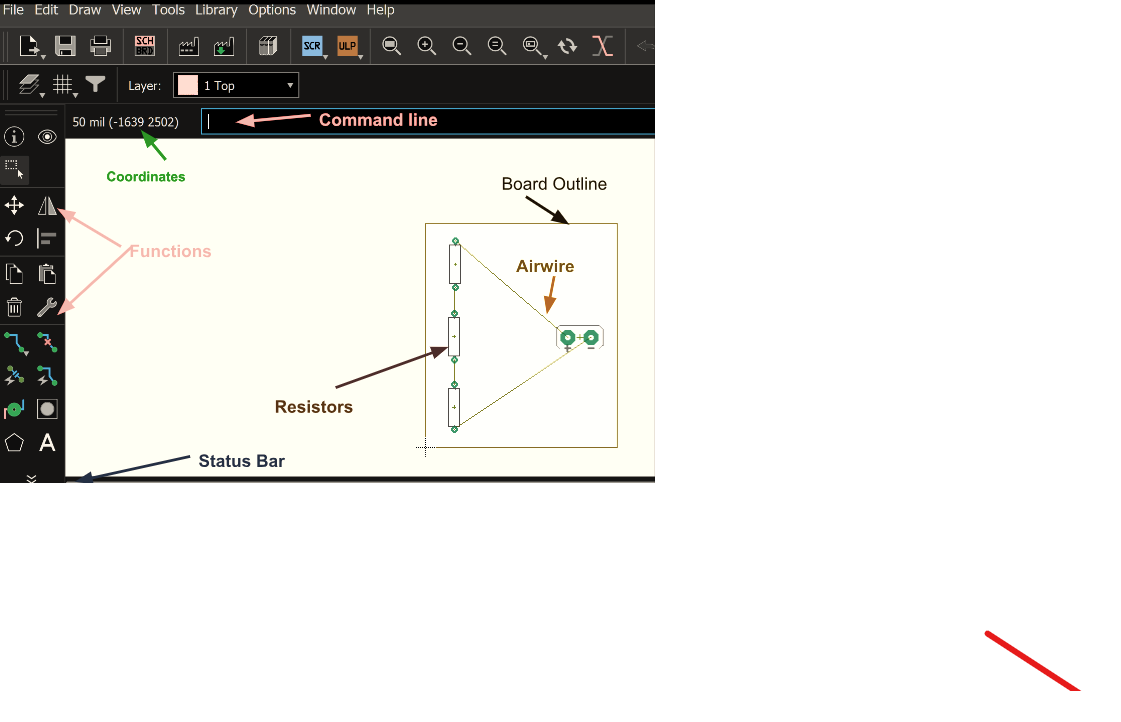 File Edit Draw View Tools Library Options Window Help
SCH
BRD
SCR
ULP
Layer: 1 Top
50 mil (-1639 2502)
Command line
Coordinates
Board Outline
Functions
Airwire
+ −
Resistors
A
Status Bar